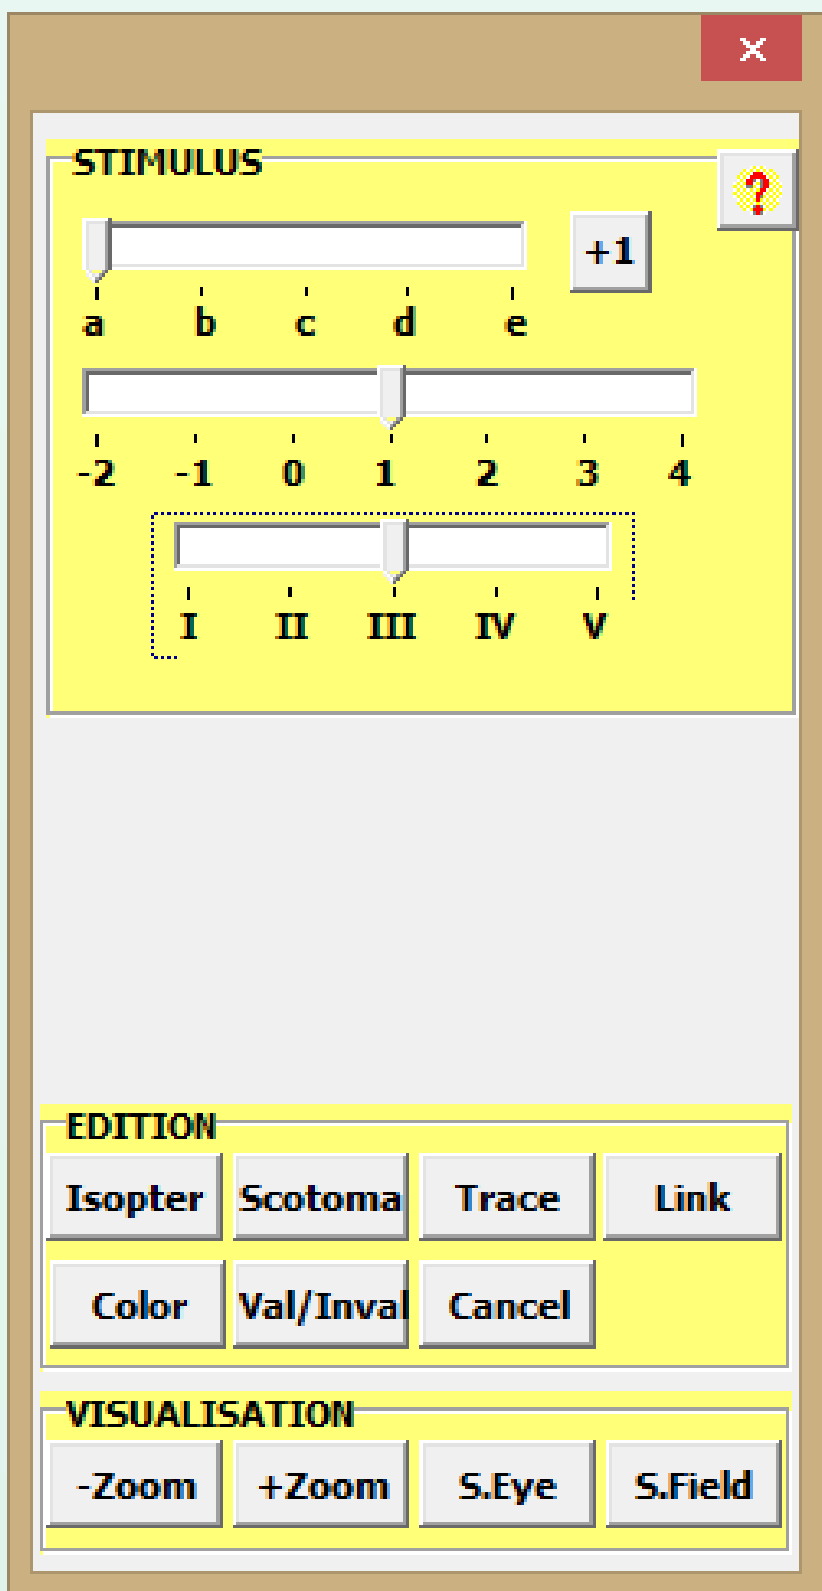 STIMULUS
?
+1
a b c d e
-2 -1 0 1 2 3 4
I II III IV V
EDITION
Isopter Scotoma Trace Link
Color Val/Inval Cancel
VISUALISATION
-Zoom +Zoom S.Eye S.Field